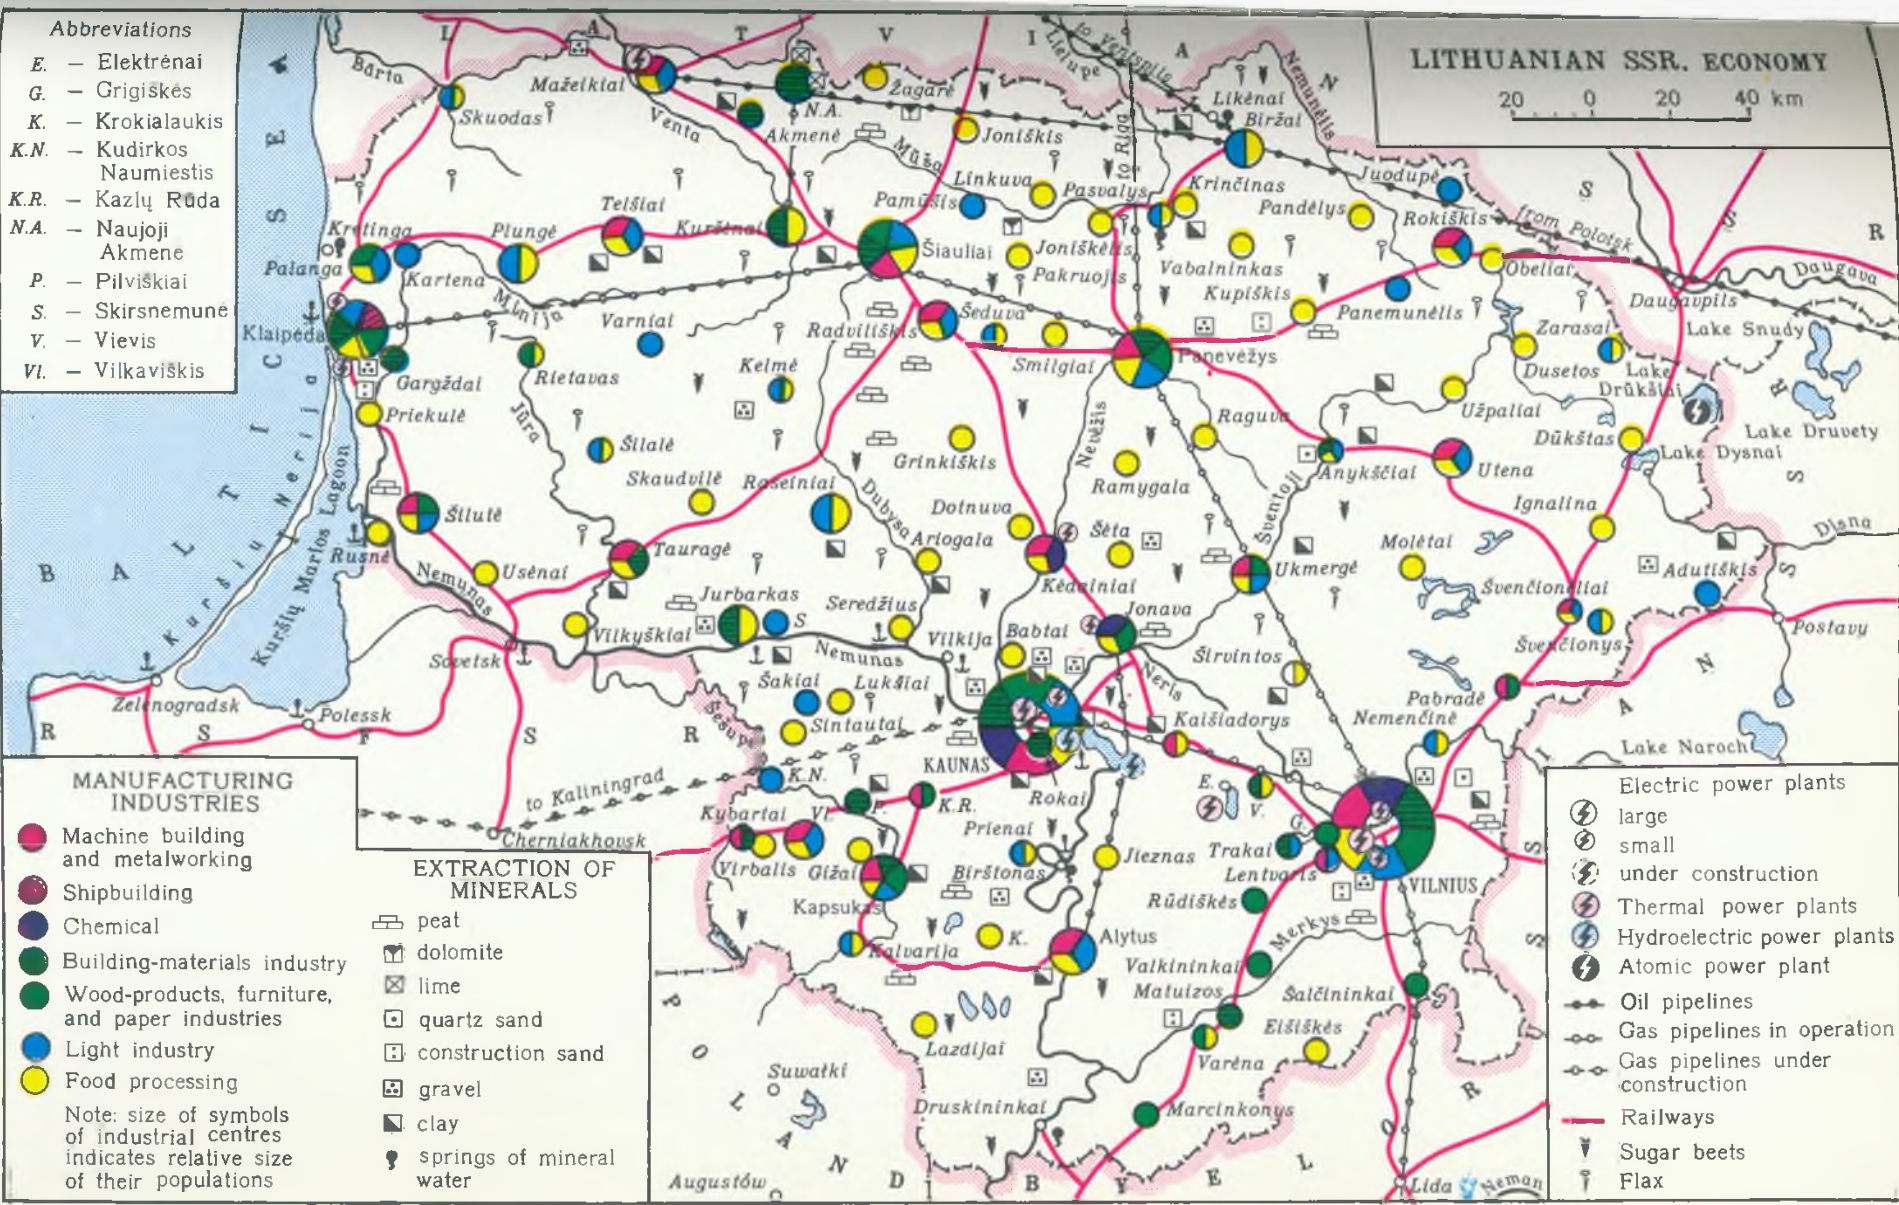 Abbreviations
E. — Elektrėnai
G. — Grigiškės
K. — Krokialaukis
K.N. — Kudirkos
Naumiestis
K.R. — Kazlų Rūda
N.A. — Naujoji
Akmene
P. — Pilviškiai
S. — Skirsnemunė
V. — Vievis
Vl. — Vilkaviškis
LITHUANIAN SSR. ECONOMY
20 0 20 40 km
L A T V I A N
S S R
BALTIC SEA
Bārta
Skuodas
Mažeikiai
Venta
N.A.
Akmenė
Žagarė
Joniškis
Mūša
Lielupe
to Ventspils
to Riga
Likėnai
Biržai
Nemunėlis
Linkuva
Pasvalys
Krinčinas
Pandėlys
Juodupė
Rokiškis
from Polotsk
Obeliai
Daugavpils
Daugava
Kretinga
Palanga
Kartena
Plungė
Telšiai
Kuršėnai
Pamūšis
Šiauliai
Joniškėlis
Pakruojis
Vabalninkas
Kupiškis
Panemunėlis
Zarasai
Dusetos
Lake Snudy
Lake
Drūkšiai
Lake Druvety
Klaipėda
Minija
Gargždai
Rietavas
Varniai
Radviliškis
Šeduva
Smilgiai
Panevėžys
Užpaliai
Dūkštas
Lake Dysnai
Priekulė
Jūra
Kelmė
Šilalė
Skaudvilė
Raseiniai
Grinkiškis
Nevėžis
Ramygala
Raguva
Anykščiai
Utena
Ignalina
Disna
Kuršių Nerija
Kuršių Marios Lagoon
Šilutė
Rusnė
Usėnai
Tauragė
Dubysa
Dotnuva
Ariogala
Šėta
Kėdainiai
Šventoji
Ukmergė
Molėtai
Švenčionėliai
Adutiškis
Švenčionys
Postavy
Nemunas
Sovetsk
Vilkyškiai
Jurbarkas
S
Seredžius
Nemunas
Vilkija
Babtai
Jonava
Neris
Širvintos
Pabradė
Nemenčinė
Lake Naroch
Zelenogradsk
Polessk
R S F S R
Šešupė
Šakiai
Lukšiai
Sintautai
KAUNAS
Kaišiadorys
to Kaliningrad
Cherniakhovsk
K.N.
Kybartai
Vl.
P.
K.R.
Rokai
E.
V.
G.
Virbalis
Gižai
Prienai
Birštonas
Jieznas
Trakai
Lentvaris
VILNIUS
Kapsukas
Rūdiškės
Merkys
Kalvarija
K.
Alytus
Valkininkai
Matuizos
Šalčininkai
Eišiškės
Lazdijai
Varėna
Suwałki
Druskininkai
Marcinkonys
Augustów
Lida
Neman
P O L A N D
B Y E L O R U S S I A N
S S R
MANUFACTURING
INDUSTRIES
Machine building
and metalworking
Shipbuilding
Chemical
Building-materials industry
Wood-products, furniture,
and paper industries
Light industry
Food processing
Note: size of symbols
of industrial centres
indicates relative size
of their populations
EXTRACTION OF
MINERALS
peat
dolomite
lime
quartz sand
construction sand
gravel
clay
springs of mineral
water
Electric power plants
large
small
under construction
Thermal power plants
Hydroelectric power plants
Atomic power plant
Oil pipelines
Gas pipelines in operation
Gas pipelines under
construction
Railways
Sugar beets
Flax